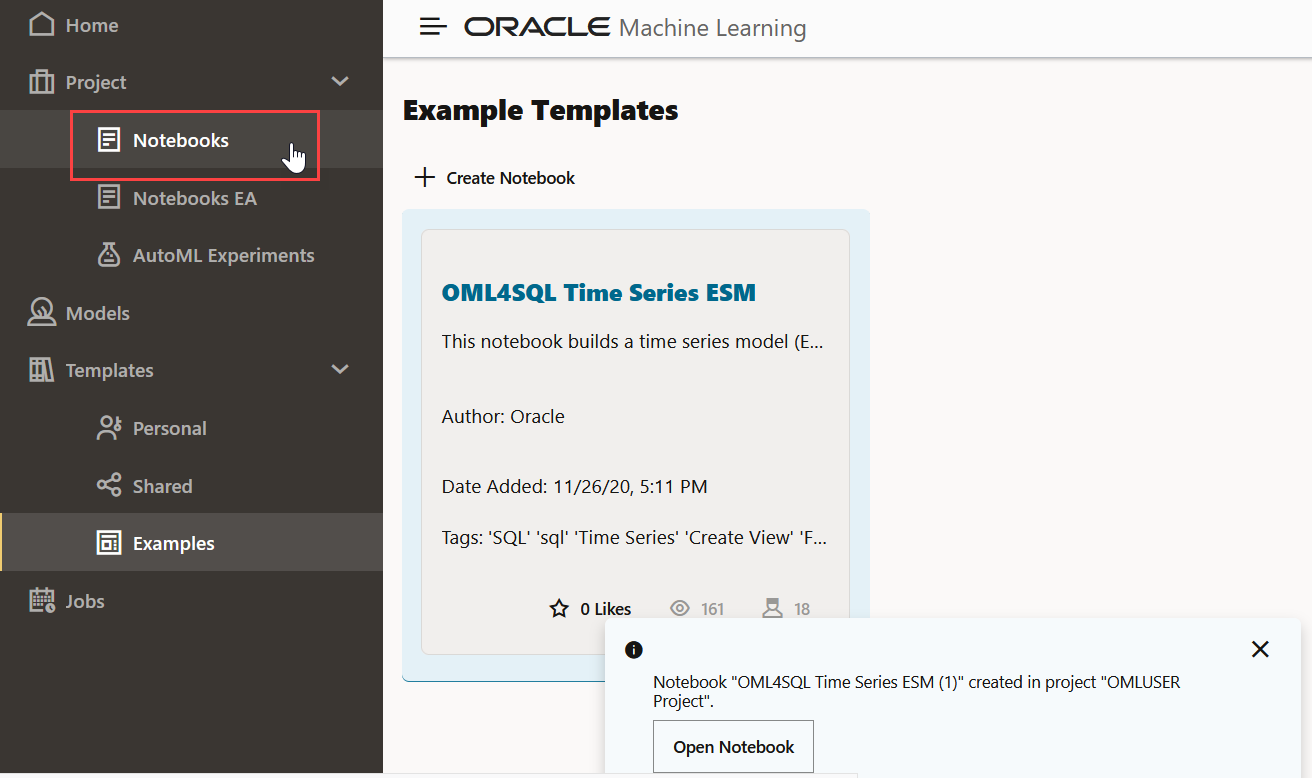 Home
Project
Notebooks
Notebooks EA
AutoML Experiments
Models
Templates
Personal
Shared
Examples
Jobs
ORACLE Machine Learning
Example Templates
Create Notebook
OML4SQL Time Series ESM
This notebook builds a time series model (E...
Author: Oracle
Date Added: 11/26/20, 5:11 PM
Tags: 'SQL' 'sql' 'Time Series' 'Create View' 'F...
0 Likes 161 18
Notebook "OML4SQL Time Series ESM (1)" created in project "OMLUSER
Project".
Open Notebook